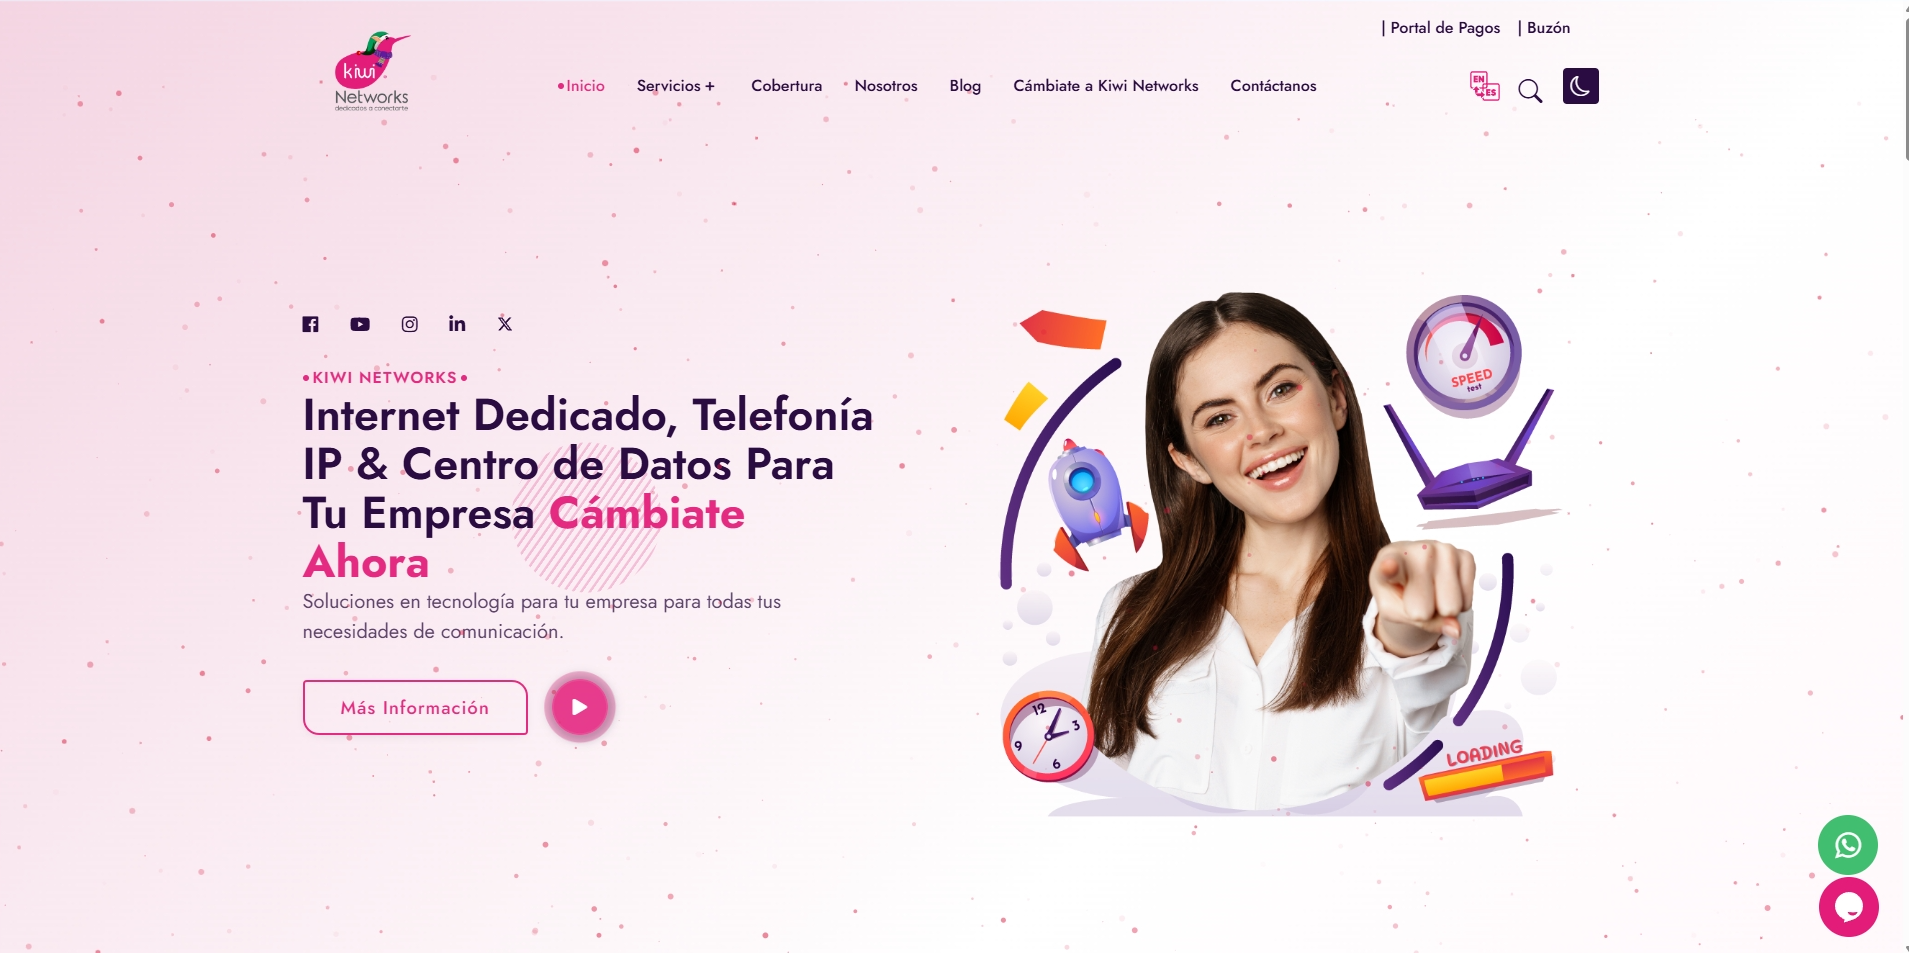 | Portal de Pagos | Buzón
kiwi
Networks
dedicados a conectarte
Inicio Servicios + Cobertura Nosotros Blog Cámbiate a Kiwi Networks Contáctanos
EN
ES
KIWI NETWORKS
Internet Dedicado, Telefonía
IP & Centro de Datos Para
Tu Empresa Cámbiate
Ahora
Soluciones en tecnología para tu empresa para todas tus
necesidades de comunicación.
Más Información
SPEED
test
12
3
6
9
LOADING